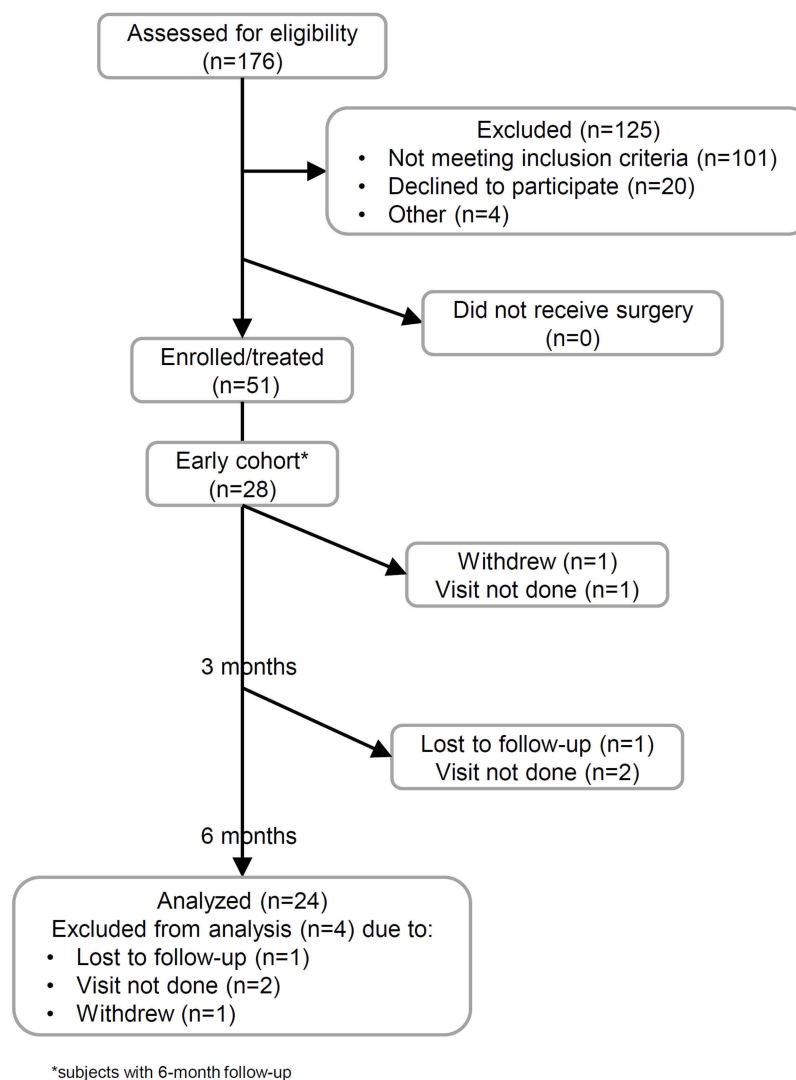 Assessed for eligibility
(n=176)
Excluded (n=125)
• Not meeting inclusion criteria (n=101)
• Declined to participate (n=20)
• Other (n=4)
Did not receive surgery
(n=0)
Enrolled/treated
(n=51)
Early cohort*
(n=28)
Withdrew (n=1)
Visit not done (n=1)
3 months
Lost to follow-up (n=1)
Visit not done (n=2)
6 months
Analyzed (n=24)
Excluded from analysis (n=4) due to:
• Lost to follow-up (n=1)
• Visit not done (n=2)
• Withdrew (n=1)
*subjects with 6-month follow-up